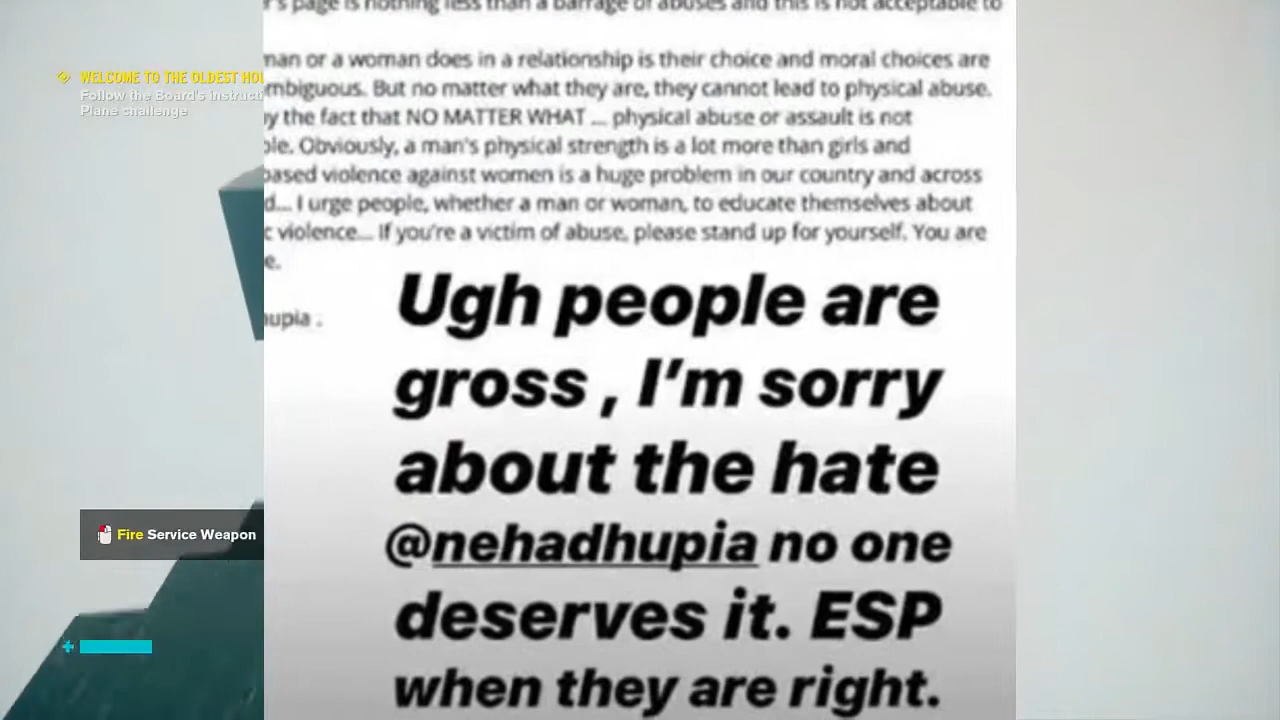 WELCOME TO THE OLDEST HOU
Follow the Board's Instructi
Plane challenge
Fire Service Weapon
's page is nothing less than a barrage of abuses and this is not acceptable to
man or a woman does in a relationship is their choice and moral choices are
mbiguous. But no matter what they are, they cannot lead to physical abuse.
y the fact that NO MATTER WHAT ... physical abuse or assault is not
ble. Obviously, a man's physical strength is a lot more than girls and
based violence against women is a huge problem in our country and across
d... I urge people, whether a man or woman, to educate themselves about
c violence... If you're a victim of abuse, please stand up for yourself. You are
e.
hupia .
Ugh people are
gross , I'm sorry
about the hate
@nehadhupia no one
deserves it. ESP
when they are right.